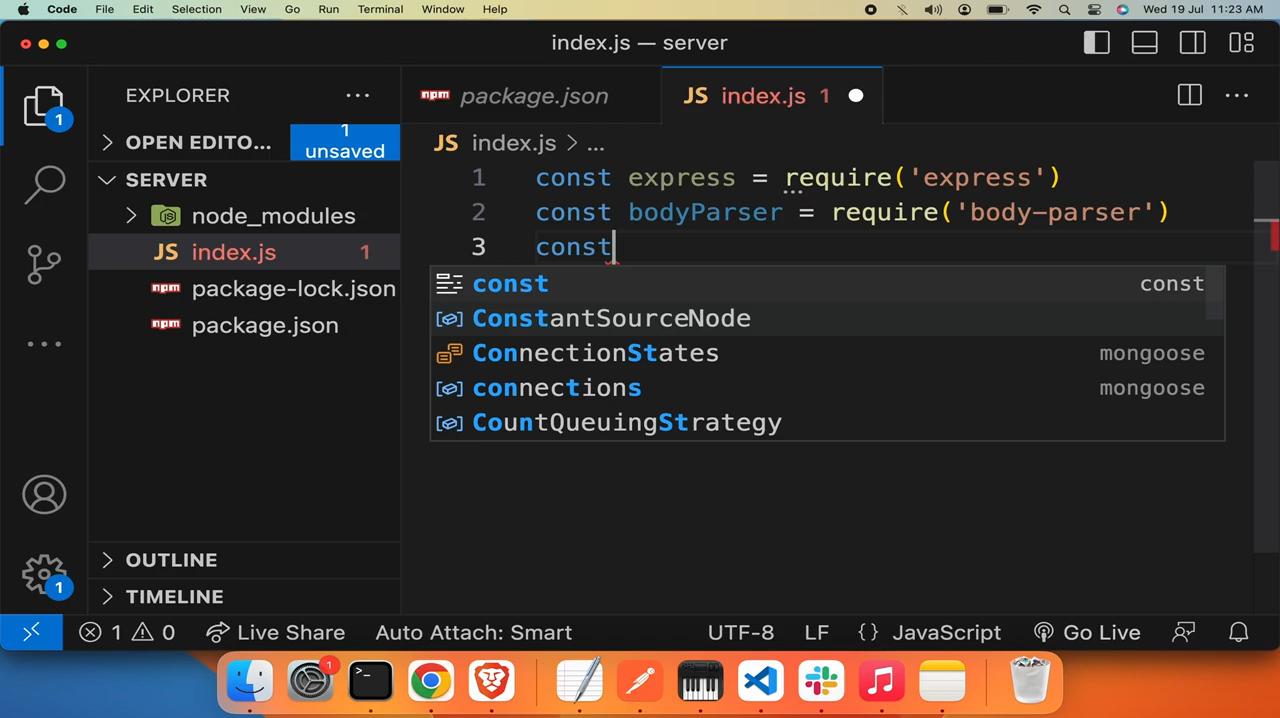 Code File Edit Selection View Go Run Terminal Window Help Wed 19 Jul 11:23 AM
index.js — server
EXPLORER
package.json
JS index.js 1
OPEN EDITO... 1 unsaved
JS index.js > ...
SERVER
node_modules
JS index.js 1
package-lock.json
package.json
1 const express = require('express')
2 const bodyParser = require('body-parser')
3 const
const const
ConstantSourceNode
ConnectionStates mongoose
connections mongoose
CountQueuingStrategy
OUTLINE
TIMELINE
1
1
1 0 Live Share Auto Attach: Smart UTF-8 LF {} JavaScript Go Live
1